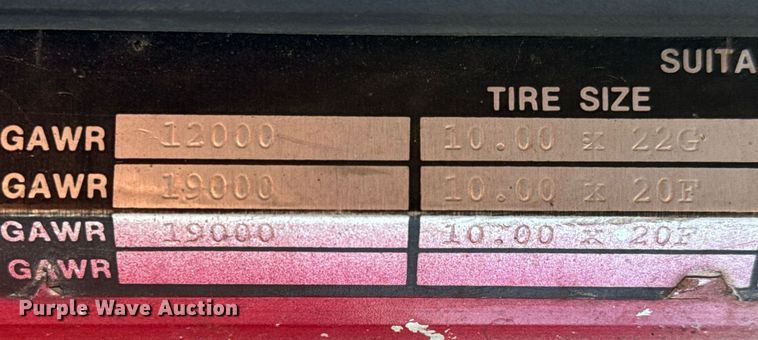 SUITA
TIRE SIZE
GAWR 12000 10.00 x 22G
GAWR 19000 10.00 x 20F
GAWR 19000 10.00 x 20F
GAWR
Purple Wave Auction